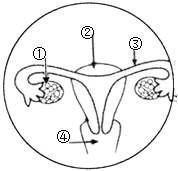 ① ② ③
④